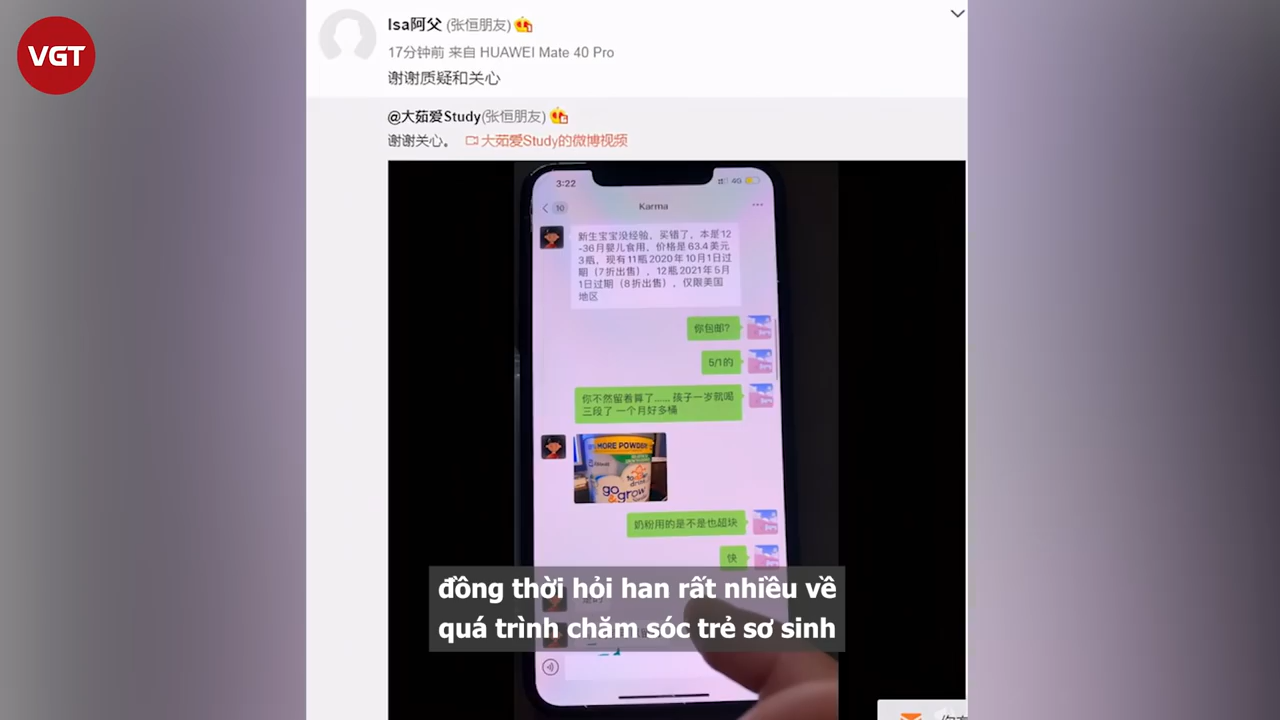 VGT
Isa阿父 (张恒朋友)
17分钟前 来自 HUAWEI Mate 40 Pro
谢谢质疑和关心
@大茹爱Study(张恒朋友)
谢谢关心。 大茹爱Study的微博视频
3:22
4G
10
Karma
新生宝宝没经验，买错了，本是12
-36月婴儿食用，价格是63.4美元
3瓶，现有11瓶2020年10月1日过
期（7折出售），12瓶2021年5月
1日过期（8折出售），仅限美国
地区
你包邮？
5/1的
你不然留着算了......孩子一岁就喝
三段了 一个月好多桶
MORE POWDER
go
&grow
奶粉用的是不是也超块
快
đồng thời hỏi han rất nhiều về
quá trình chăm sóc trẻ sơ sinh